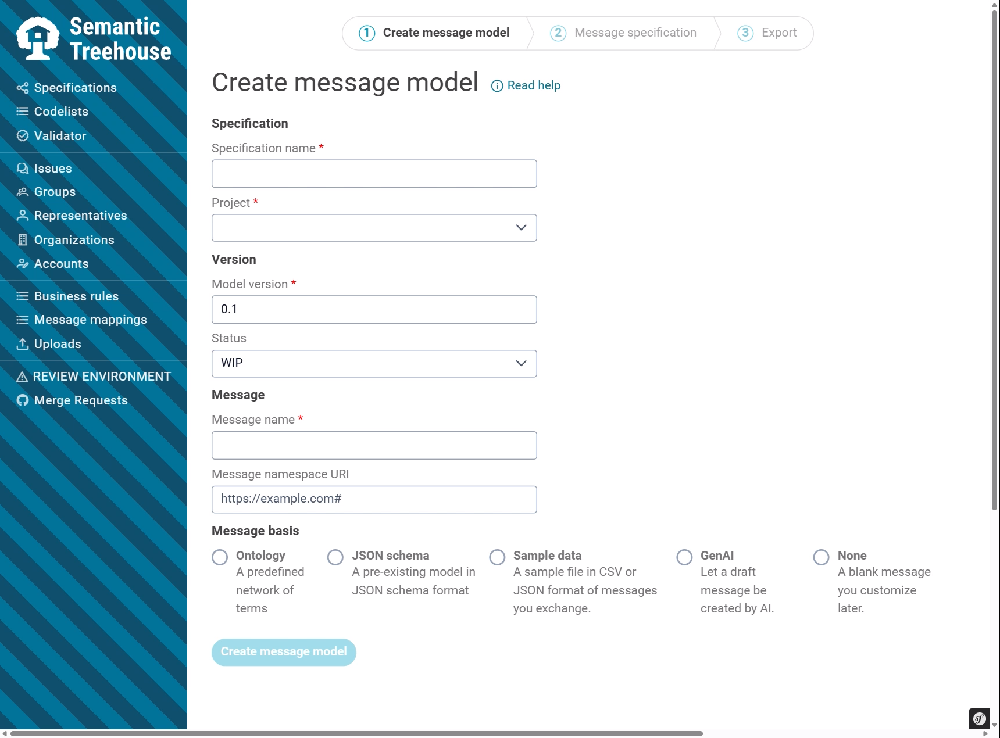 Semantic
Treehouse
Specifications
Codelists
Validator
Issues
Groups
Representatives
Organizations
Accounts
Business rules
Message mappings
Uploads
REVIEW ENVIRONMENT
Merge Requests
1 Create message model
2 Message specification
3 Export
Create message model
Read help
Specification
Specification name *
Project *
Version
Model version *
0.1
Status
WIP
Message
Message name *
Message namespace URI
https://example.com#
Message basis
Ontology
A predefined
network of
terms
JSON schema
A pre-existing model in
JSON schema format
Sample data
A sample file in CSV or
JSON format of messages
you exchange.
GenAI
Let a draft
message be
created by AI.
None
A blank message
you customize
later.
Create message model
sf